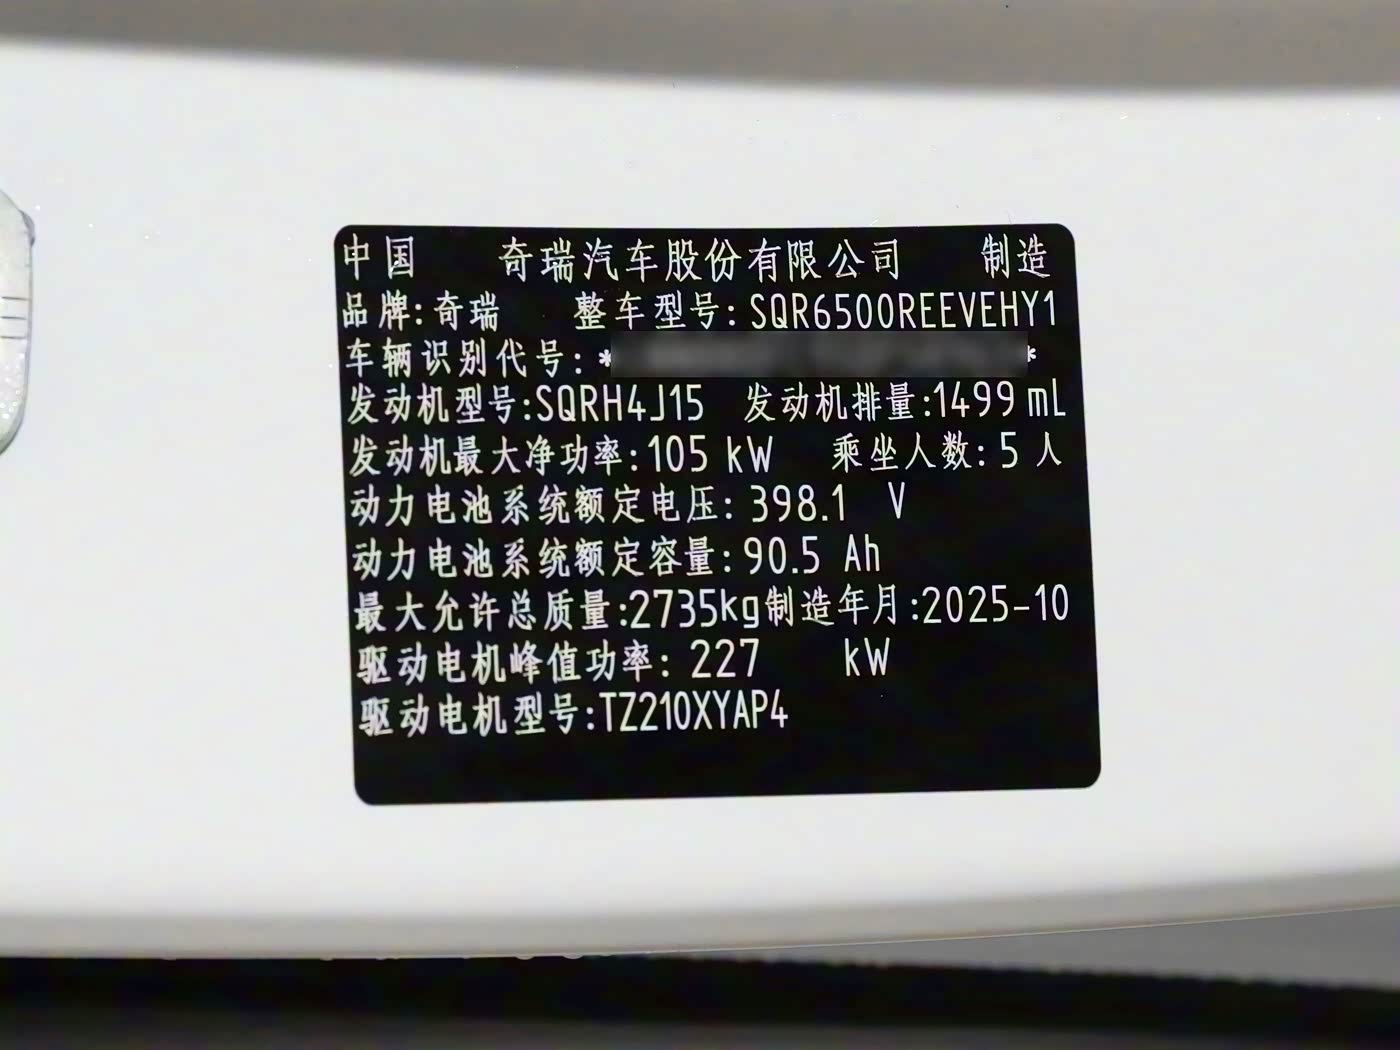 中国 奇瑞汽车股份有限公司 制造
品牌:奇瑞 整车型号:SQR6500REEVEHY1
车辆识别代号:* *
发动机型号:SQRH4J15 发动机排量:1499 mL
发动机最大净功率:105 kW 乘坐人数:5 人
动力电池系统额定电压:398.1 V
动力电池系统额定容量:90.5 Ah
最大允许总质量:2735kg制造年月:2025-10
驱动电机峰值功率:227 kW
驱动电机型号:TZ210XYAP4